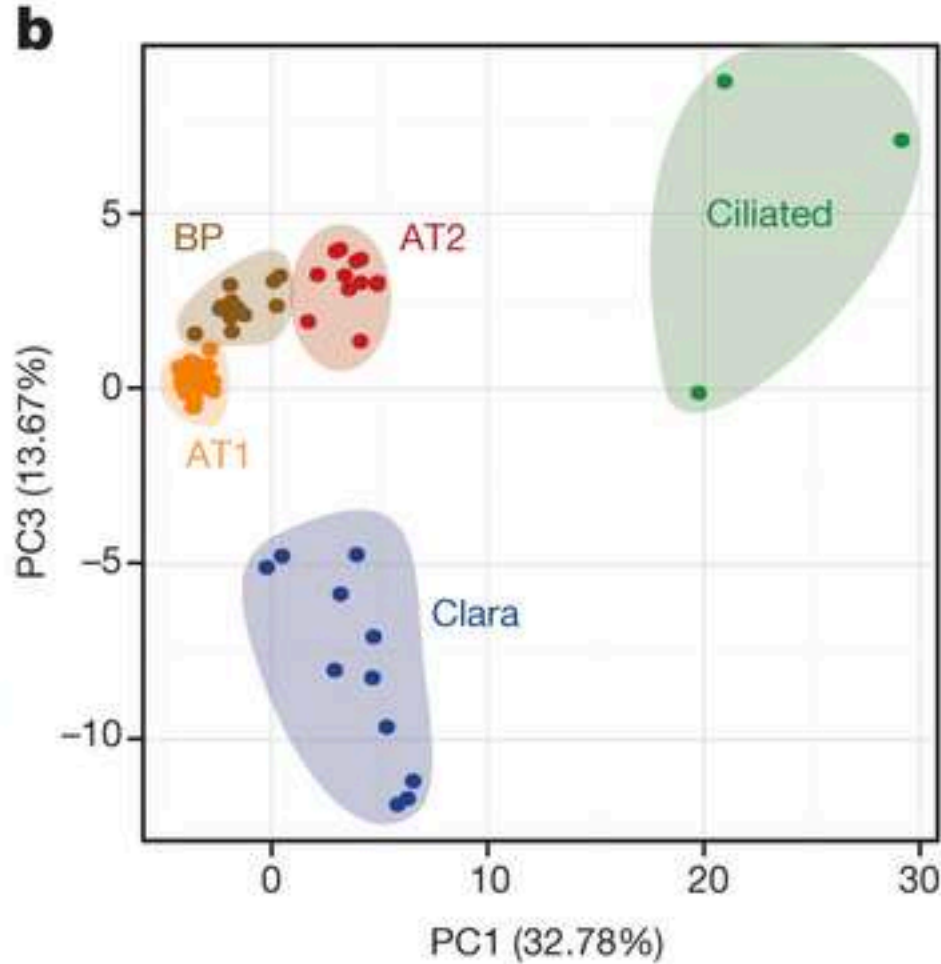 b
Ciliated
BP
AT2
AT1
Clara
5
0
−5
−10
PC3 (13.67%)
0
10
20
30
PC1 (32.78%)